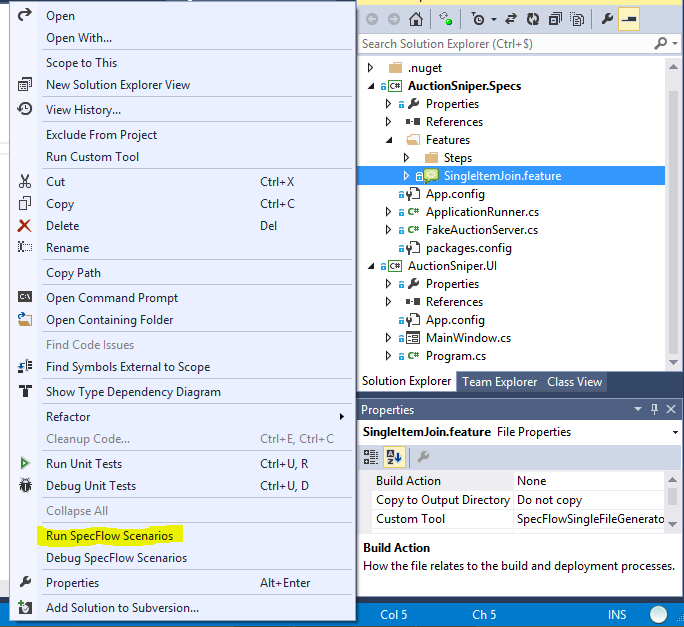 Open
Open With...
Scope to This
New Solution Explorer View
View History...
Exclude From Project
Run Custom Tool
Cut Ctrl+X
Copy Ctrl+C
Delete Del
Rename
Copy Path
Open Command Prompt
Open Containing Folder
Find Code Issues
Find Symbols External to Scope
Show Type Dependency Diagram
Refactor
Cleanup Code... Ctrl+E, Ctrl+C
Run Unit Tests Ctrl+U, R
Debug Unit Tests Ctrl+U, D
Collapse All
Run SpecFlow Scenarios
Debug SpecFlow Scenarios
Properties Alt+Enter
Add Solution to Subversion...
Search Solution Explorer (Ctrl+$)
.nuget
C# AuctionSniper.Specs
Properties
References
Features
Steps
SingleItemJoin.feature
App.config
C# ApplicationRunner.cs
C# FakeAuctionServer.cs
packages.config
C# AuctionSniper.UI
Properties
References
App.config
MainWindow.cs
C# Program.cs
Solution Explorer Team Explorer Class View
Properties
SingleItemJoin.feature File Properties
Build Action None
Copy to Output Directory Do not copy
Custom Tool SpecFlowSingleFileGenerato
Build Action
How the file relates to the build and deployment processes.
Col 5 Ch 5 INS